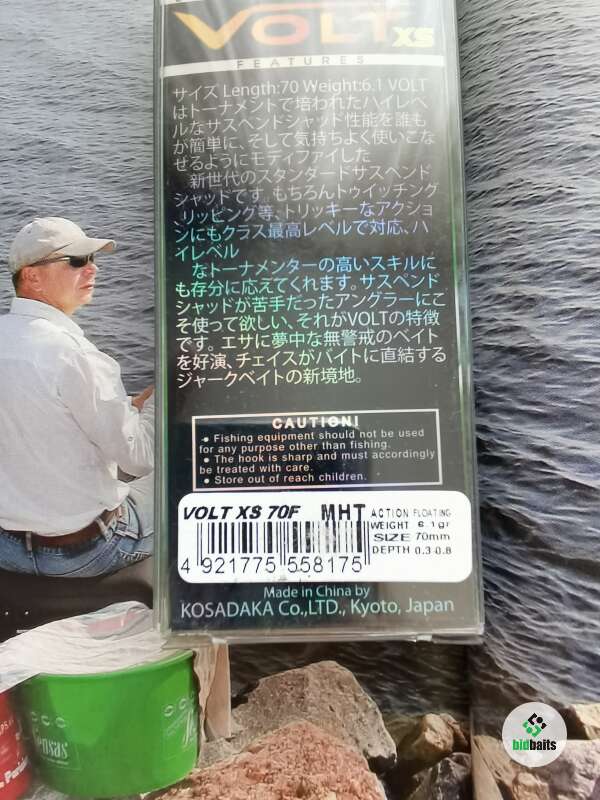 VOLT XS
FEATURES
サイズ Length:70 Weight:6.1 VOLT
はトーナメントで培われたハイレベ
ルなサスペンドシャッド性能を誰も
が簡単に、そして気持ちよく使いこな
せるようにモディファイした
新世代のスタンダードサスペンド
シャッドです。もちろんトゥイッチング
リッピング等、トリッキーなアクショ
ンにもクラス最高レベルで対応、ハ
イレベル
なトーナメンターの高いスキルに
も存分に応えてくれます。サスペンド
シャッドが苦手だったアングラーにこ
そ使って欲しい、それがVOLTの特徴
です。エサに夢中な無警戒のベイト
を好演、チェイスがバイトに直結する
ジャークベイトの新境地。
CAUTION!
● Fishing equipment should not be used
for any purpose other than fishing.
● The hook is sharp and must accordingly
be treated with care.
● Store out of reach children.
VOLT XS 70F MHT ACTION FLOATING
WEIGHT 6.1gr
SIZE 70mm
DEPTH 0.3-0.8
4 921775 558175
Made in China by
KOSADAKA Co.,LTD., Kyoto, Japan
bidbaits